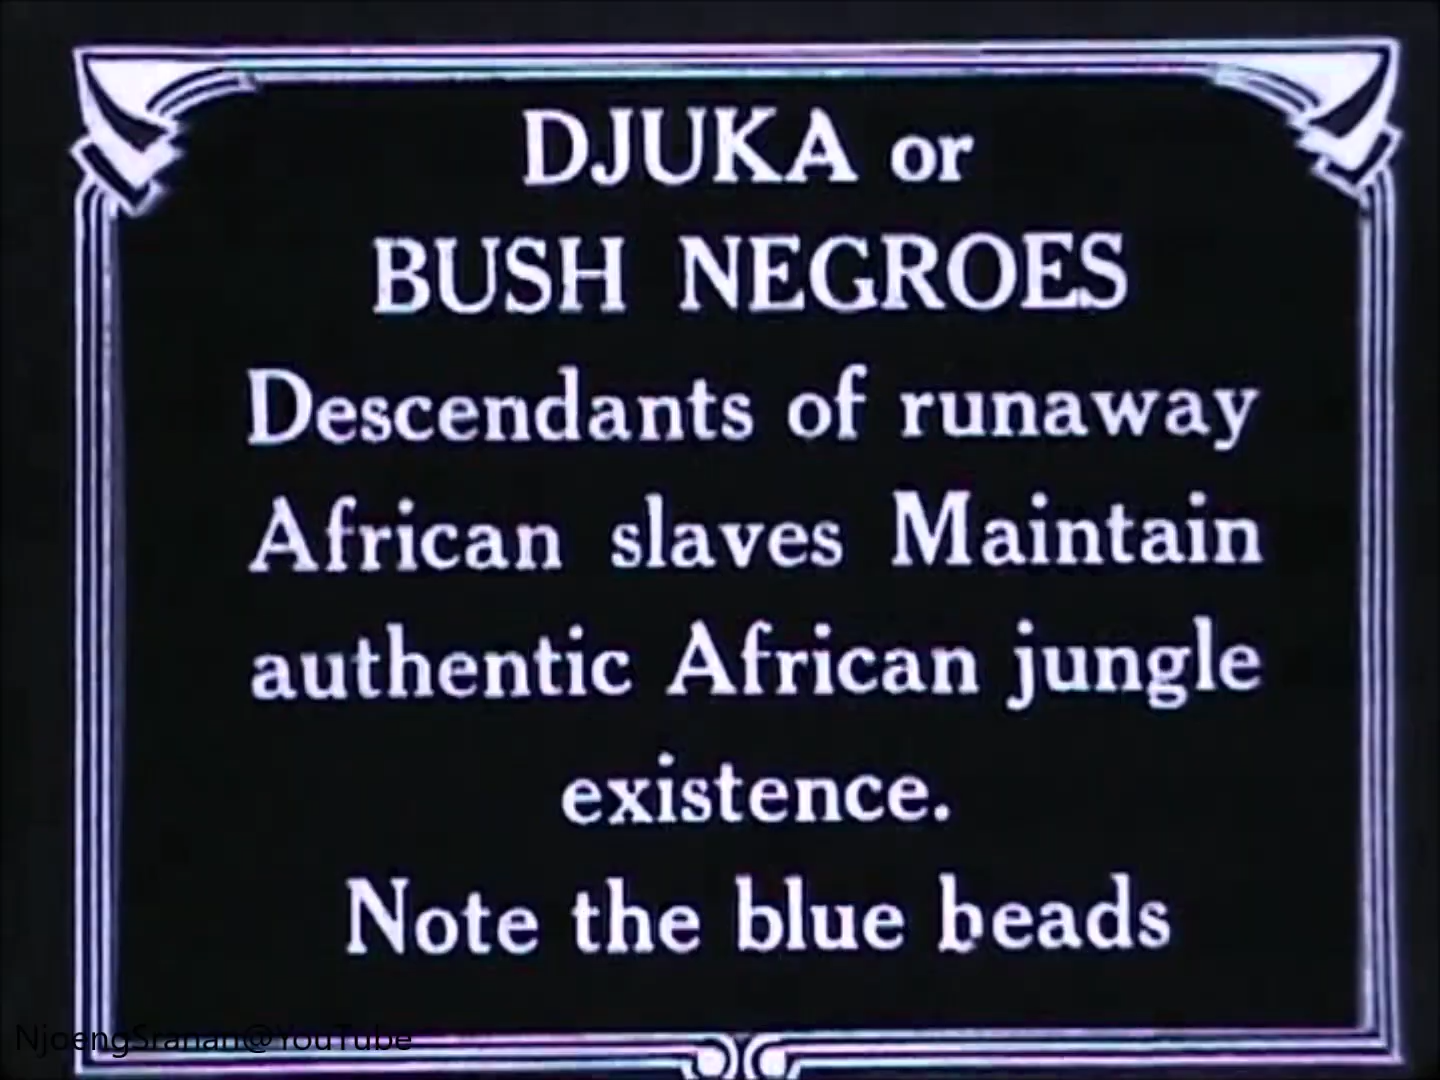 DJUKA or
BUSH NEGROES
Descendants of runaway
African slaves Maintain
authentic African jungle
existence.
Note the blue beads
NjoengSranan@YouTube